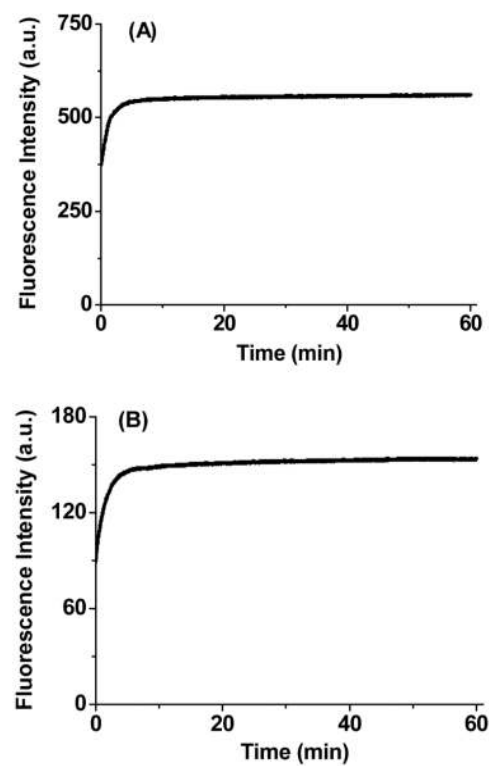 (A)
Fluorescence Intensity (a.u.)
750
500
250
0
0 20 40 60
Time (min)
(B)
Fluorescence Intensity (a.u.)
180
120
60
0
0 20 40 60
Time (min)